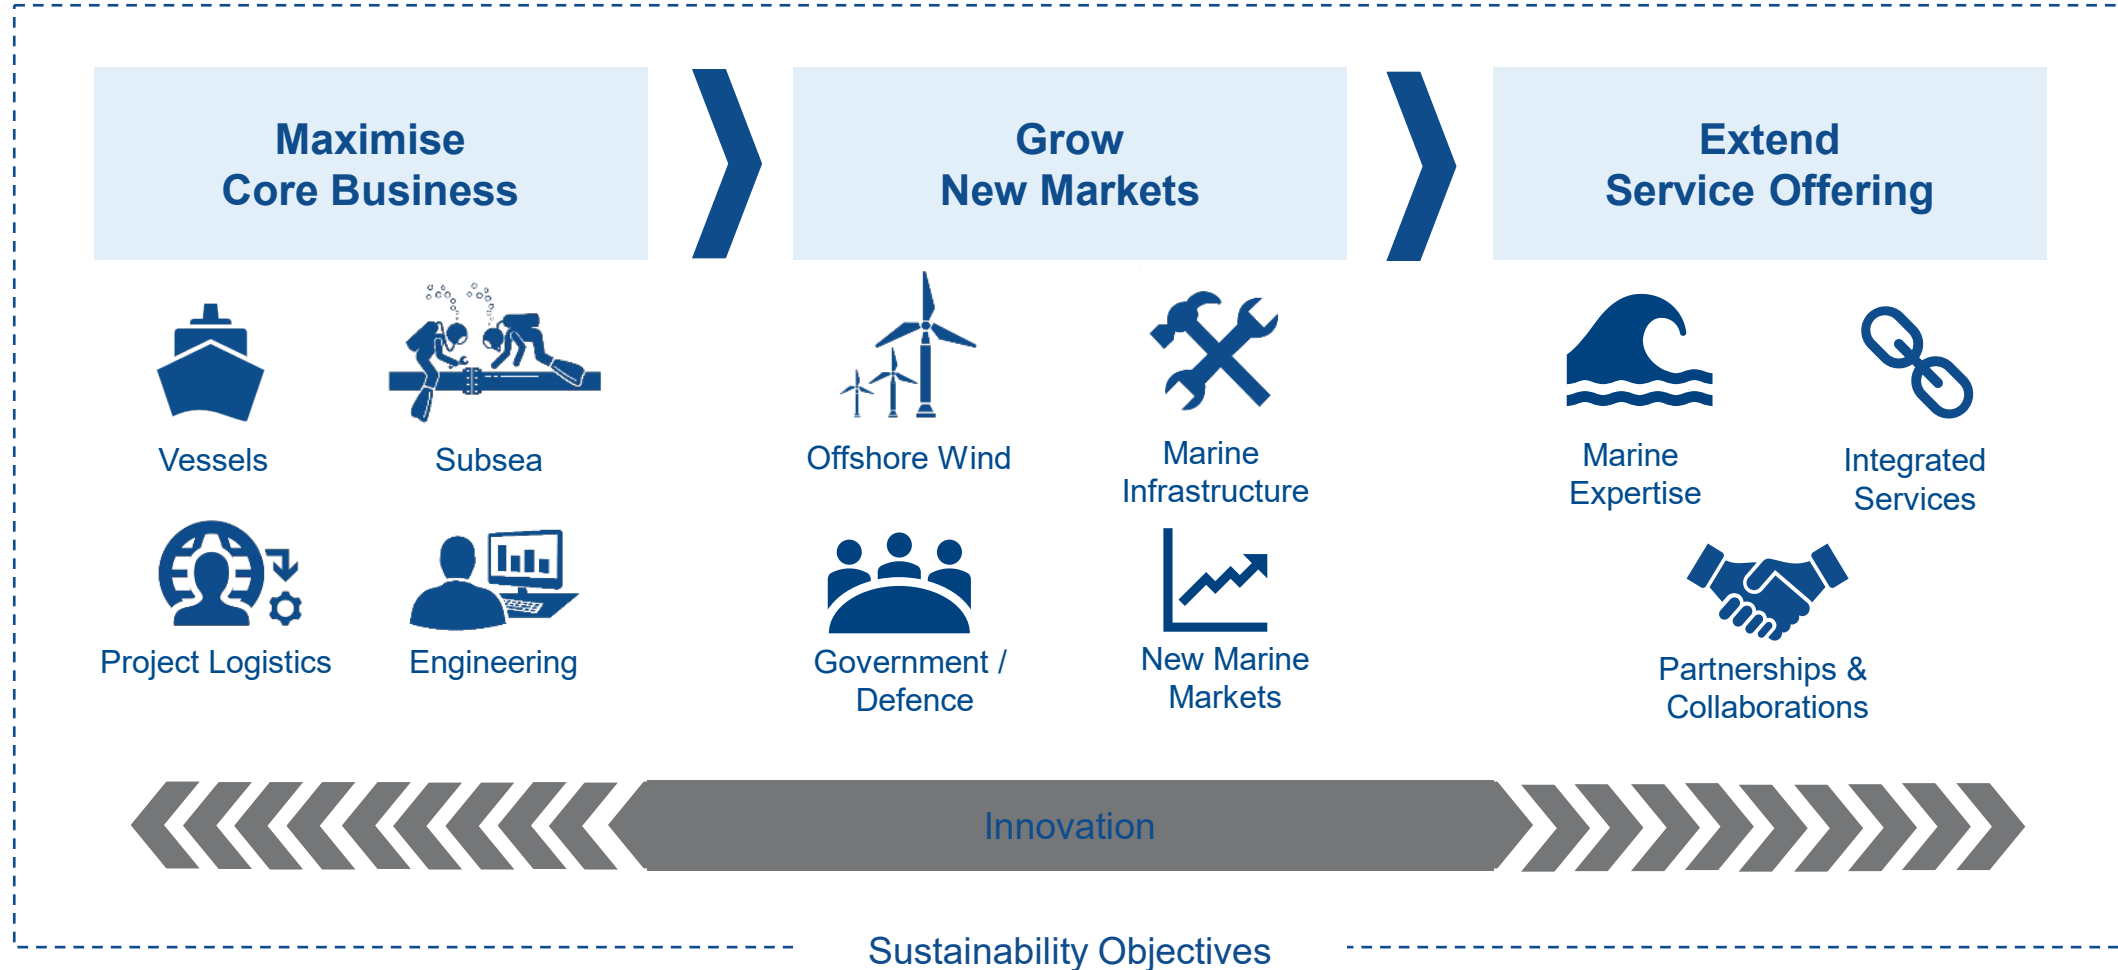 Maximise
Core Business
Grow
New Markets
Extend
Service Offering
Vessels
Subsea
Offshore Wind
Marine
Infrastructure
Marine
Expertise
Integrated
Services
Project Logistics
Engineering
Government /
Defence
New Marine
Markets
Partnerships &
Collaborations
Innovation
Sustainability Objectives